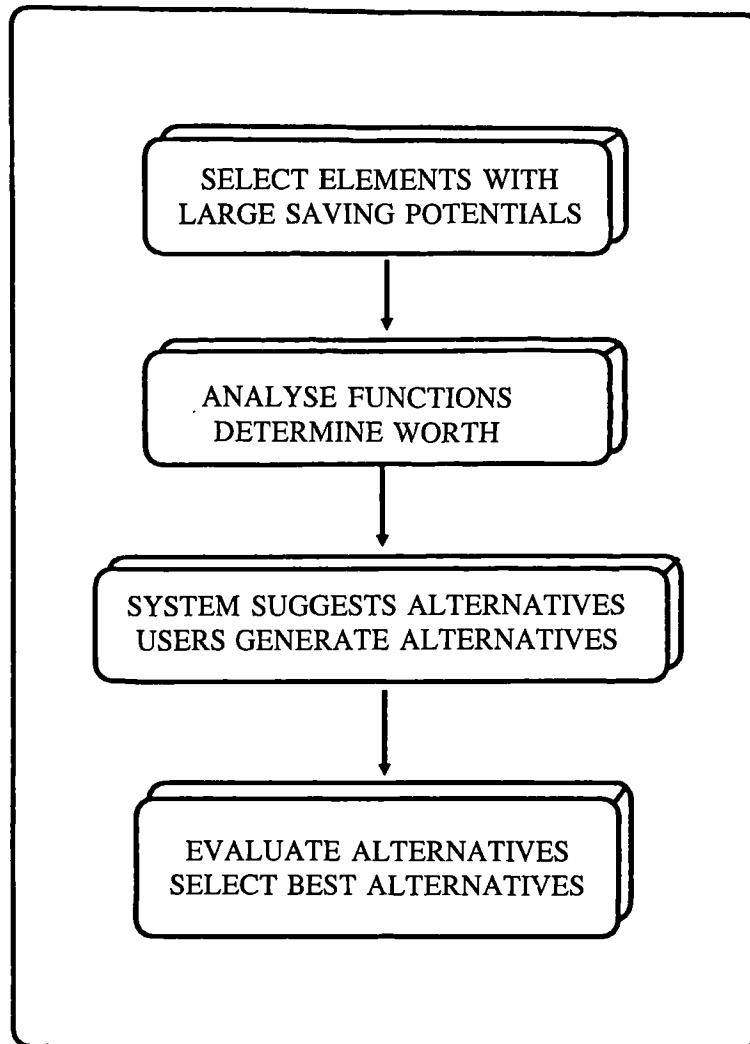 SELECT ELEMENTS WITH
LARGE SAVING POTENTIALS
ANALYSE FUNCTIONS
DETERMINE WORTH
SYSTEM SUGGESTS ALTERNATIVES
USERS GENERATE ALTERNATIVES
EVALUATE ALTERNATIVES
SELECT BEST ALTERNATIVES